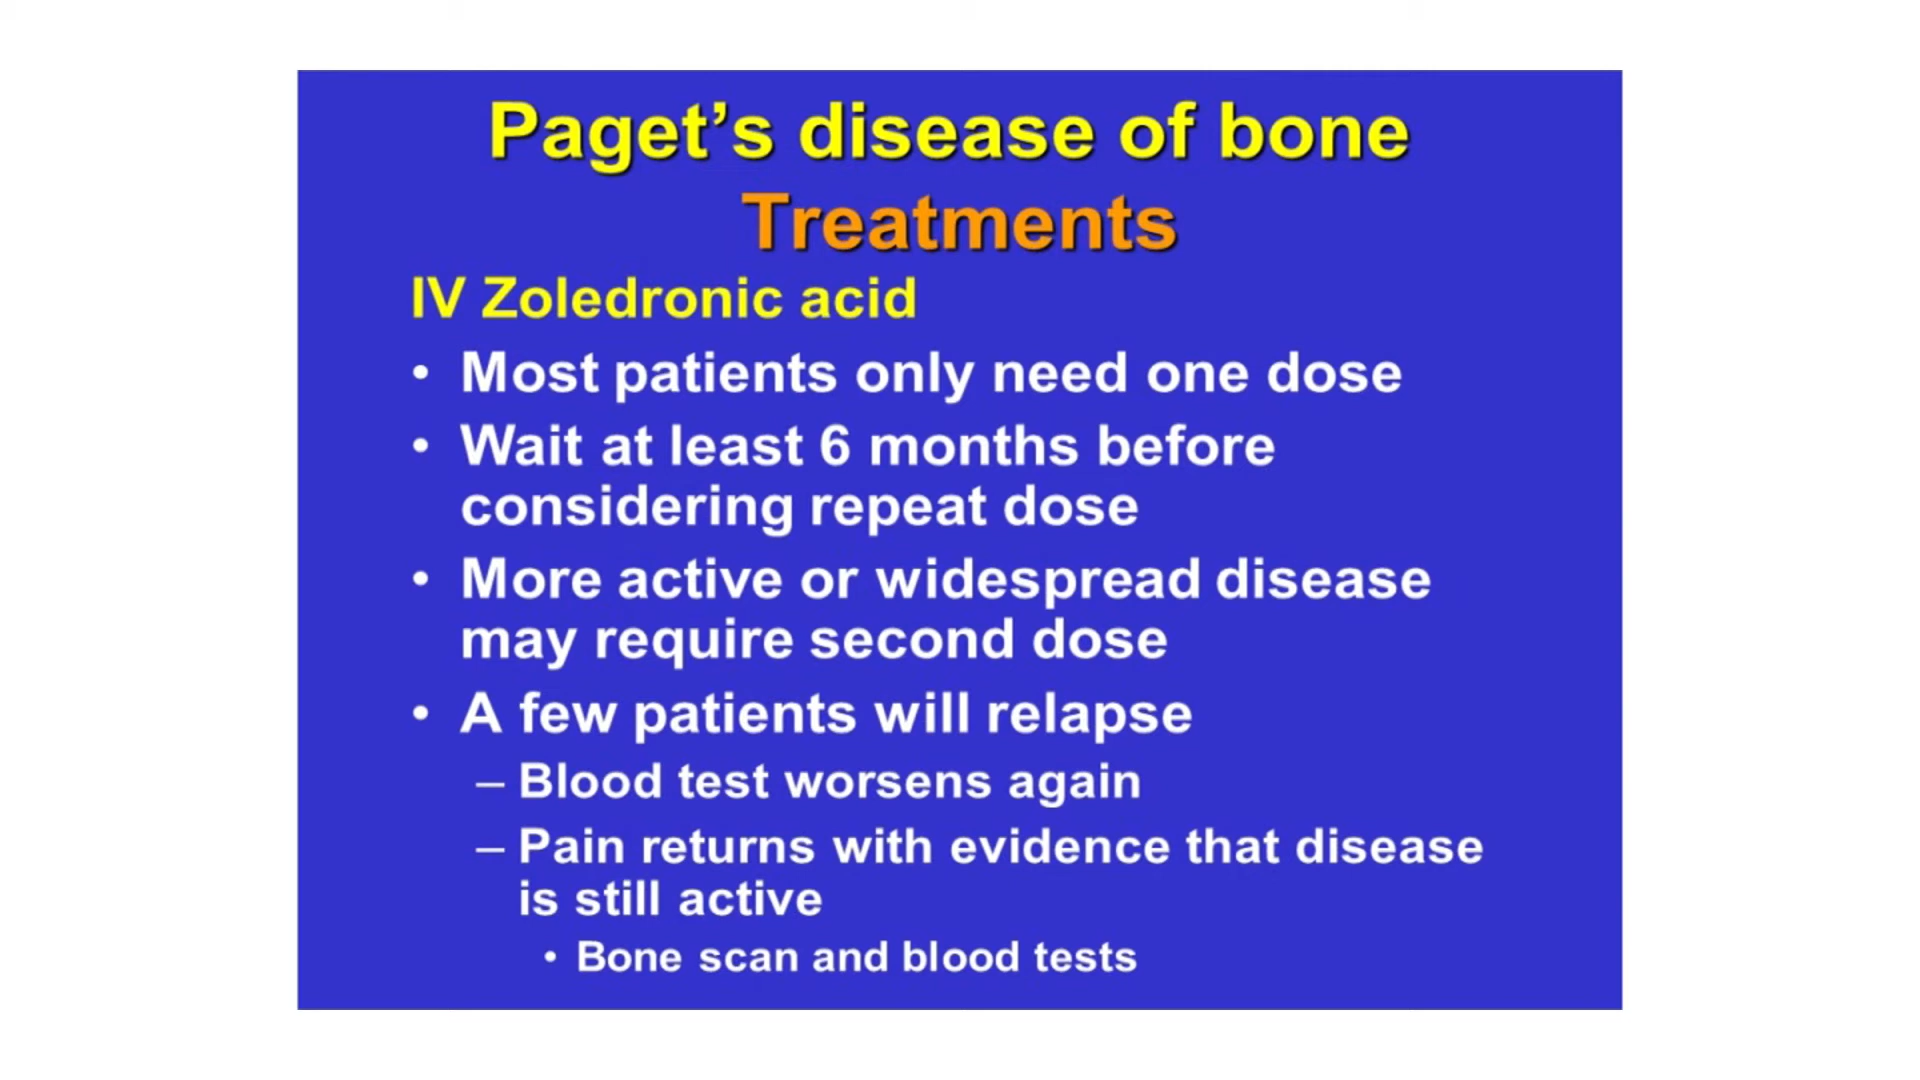 Paget’s disease of bone
Treatments
IV Zoledronic acid
• Most patients only need one dose
• Wait at least 6 months before
considering repeat dose
• More active or widespread disease
may require second dose
• A few patients will relapse
– Blood test worsens again
– Pain returns with evidence that disease
is still active
• Bone scan and blood tests